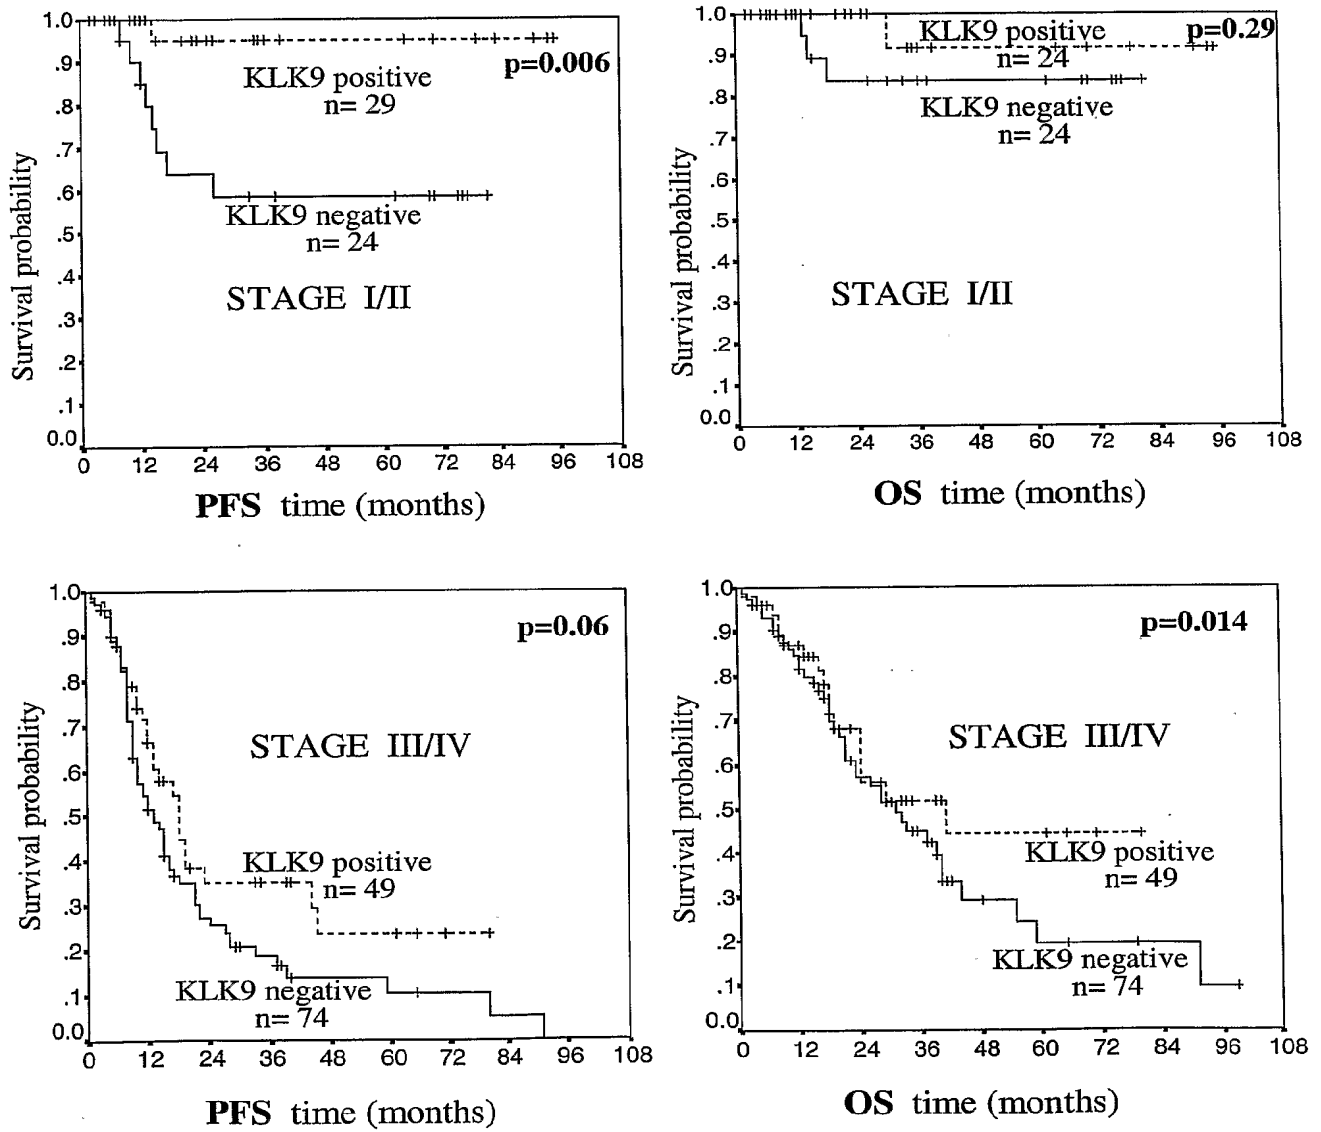 1.0
.9
.8
.7
.6
.5
.4
.3
.2
.1
0.0
Survival probability
KLK9 positive
n= 29
p=0.006
KLK9 negative
n= 24
STAGE I/II
0 12 24 36 48 60 72 84 96 108
PFS time (months)
1.0
.9
.8
.7
.6
.5
.4
.3
.2
.1
0.0
Survival probability
KLK9 positive
n= 24
p=0.29
KLK9 negative
n= 24
STAGE I/II
0 12 24 36 48 60 72 84 96 108
OS time (months)
1.0
.9
.8
.7
.6
.5
.4
.3
.2
.1
0.0
Survival probability
p=0.06
STAGE III/IV
KLK9 positive
n= 49
KLK9 negative
n= 74
0 12 24 36 48 60 72 84 96 108
PFS time (months)
1.0
.9
.8
.7
.6
.5
.4
.3
.2
.1
0.0
Survival probability
p=0.014
STAGE III/IV
KLK9 positive
n= 49
KLK9 negative
n= 74
0 12 24 36 48 60 72 84 96 108
OS time (months)